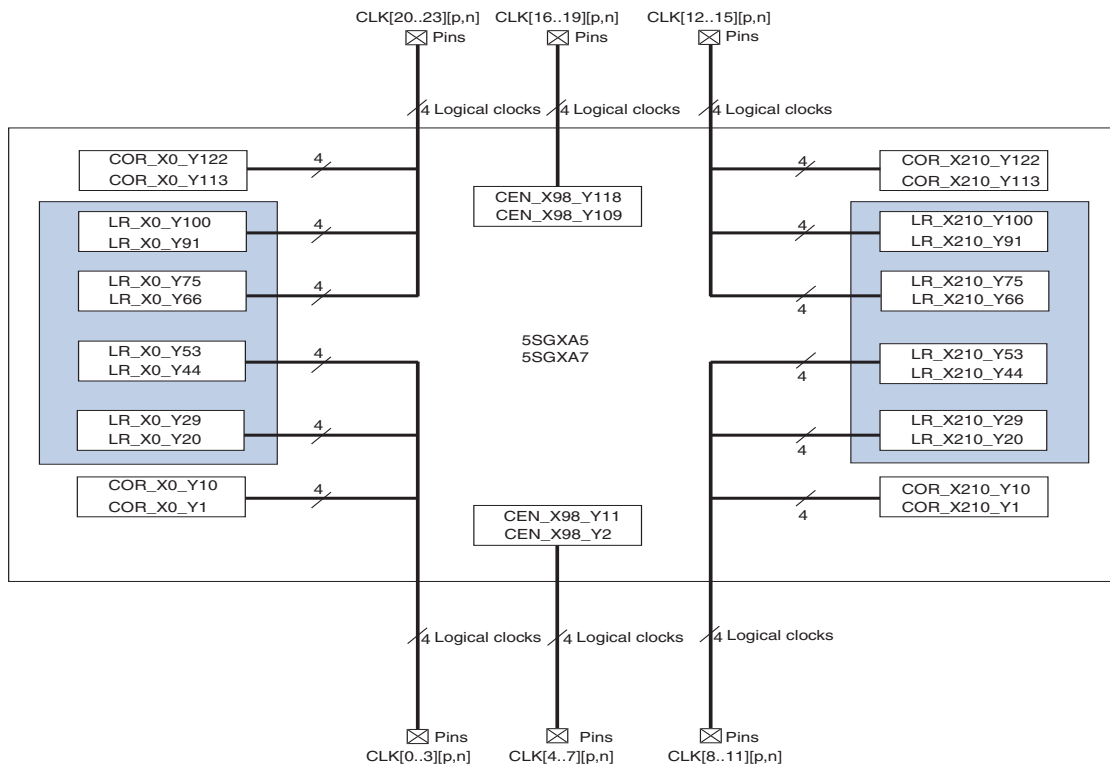 CLK[20..23][p,n]
CLK[16..19][p,n]
CLK[12..15][p,n]
Pins
Pins
Pins
4 Logical clocks
4 Logical clocks
4 Logical clocks
COR_X0_Y122
COR_X0_Y113
4
4
COR_X210_Y122
COR_X210_Y113
CEN_X98_Y118
CEN_X98_Y109
LR_X0_Y100
LR_X0_Y91
4
4
LR_X210_Y100
LR_X210_Y91
LR_X0_Y75
LR_X0_Y66
4
4
LR_X210_Y75
LR_X210_Y66
5SGXA5
5SGXA7
LR_X0_Y53
LR_X0_Y44
4
4
LR_X210_Y53
LR_X210_Y44
LR_X0_Y29
LR_X0_Y20
4
4
LR_X210_Y29
LR_X210_Y20
COR_X0_Y10
COR_X0_Y1
4
4
COR_X210_Y10
COR_X210_Y1
CEN_X98_Y11
CEN_X98_Y2
4 Logical clocks
4 Logical clocks
4 Logical clocks
Pins
Pins
Pins
CLK[0..3][p,n]
CLK[4..7][p,n]
CLK[8..11][p,n]